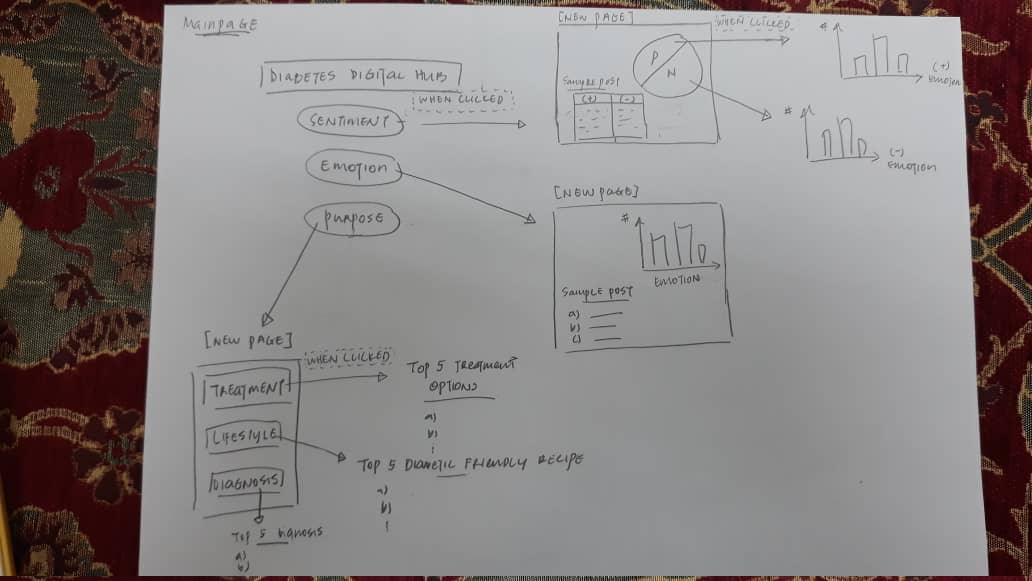 MainPAGE
DIABETES DIGITAL HUB
WHEN CLICKED
SENTIMENT
EMOTION
PURPOSE
[NEW PAGE]
WHEN CLICKED
P
N
SAMPLE POST
(+) (-)
#
(+)
EMOTION
#
(-)
EMOTION
[NEW PAGE]
#
EMOTION
SAMPLE POST
a)
b)
c)
[NEW PAGE]
WHEN CLICKED
TREATMENT
LIFESTYLE
DIAGNOSIS
TOP 5 TREATMENT
OPTIONS
a)
b)
TOP 5 DIABETIC FRIENDLY RECIPE
a)
b)
TOP 5 DIGNOSIS
a)
b)